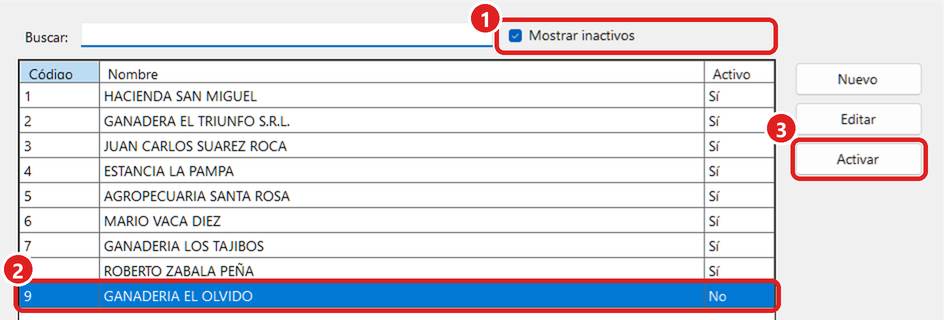 1
Buscar: Mostrar inactivos
Código Nombre Activo
Nuevo
1 HACIENDA SAN MIGUEL Sí
2 GANADERA EL TRIUNFO S.R.L. Sí
Editar
3
3 JUAN CARLOS SUAREZ ROCA Sí
Activar
4 ESTANCIA LA PAMPA Sí
5 AGROPECUARIA SANTA ROSA Sí
6 MARIO VACA DIEZ Sí
7 GANADERIA LOS TAJIBOS Sí
2
ROBERTO ZABALA PEÑA Sí
9 GANADERIA EL OLVIDO No